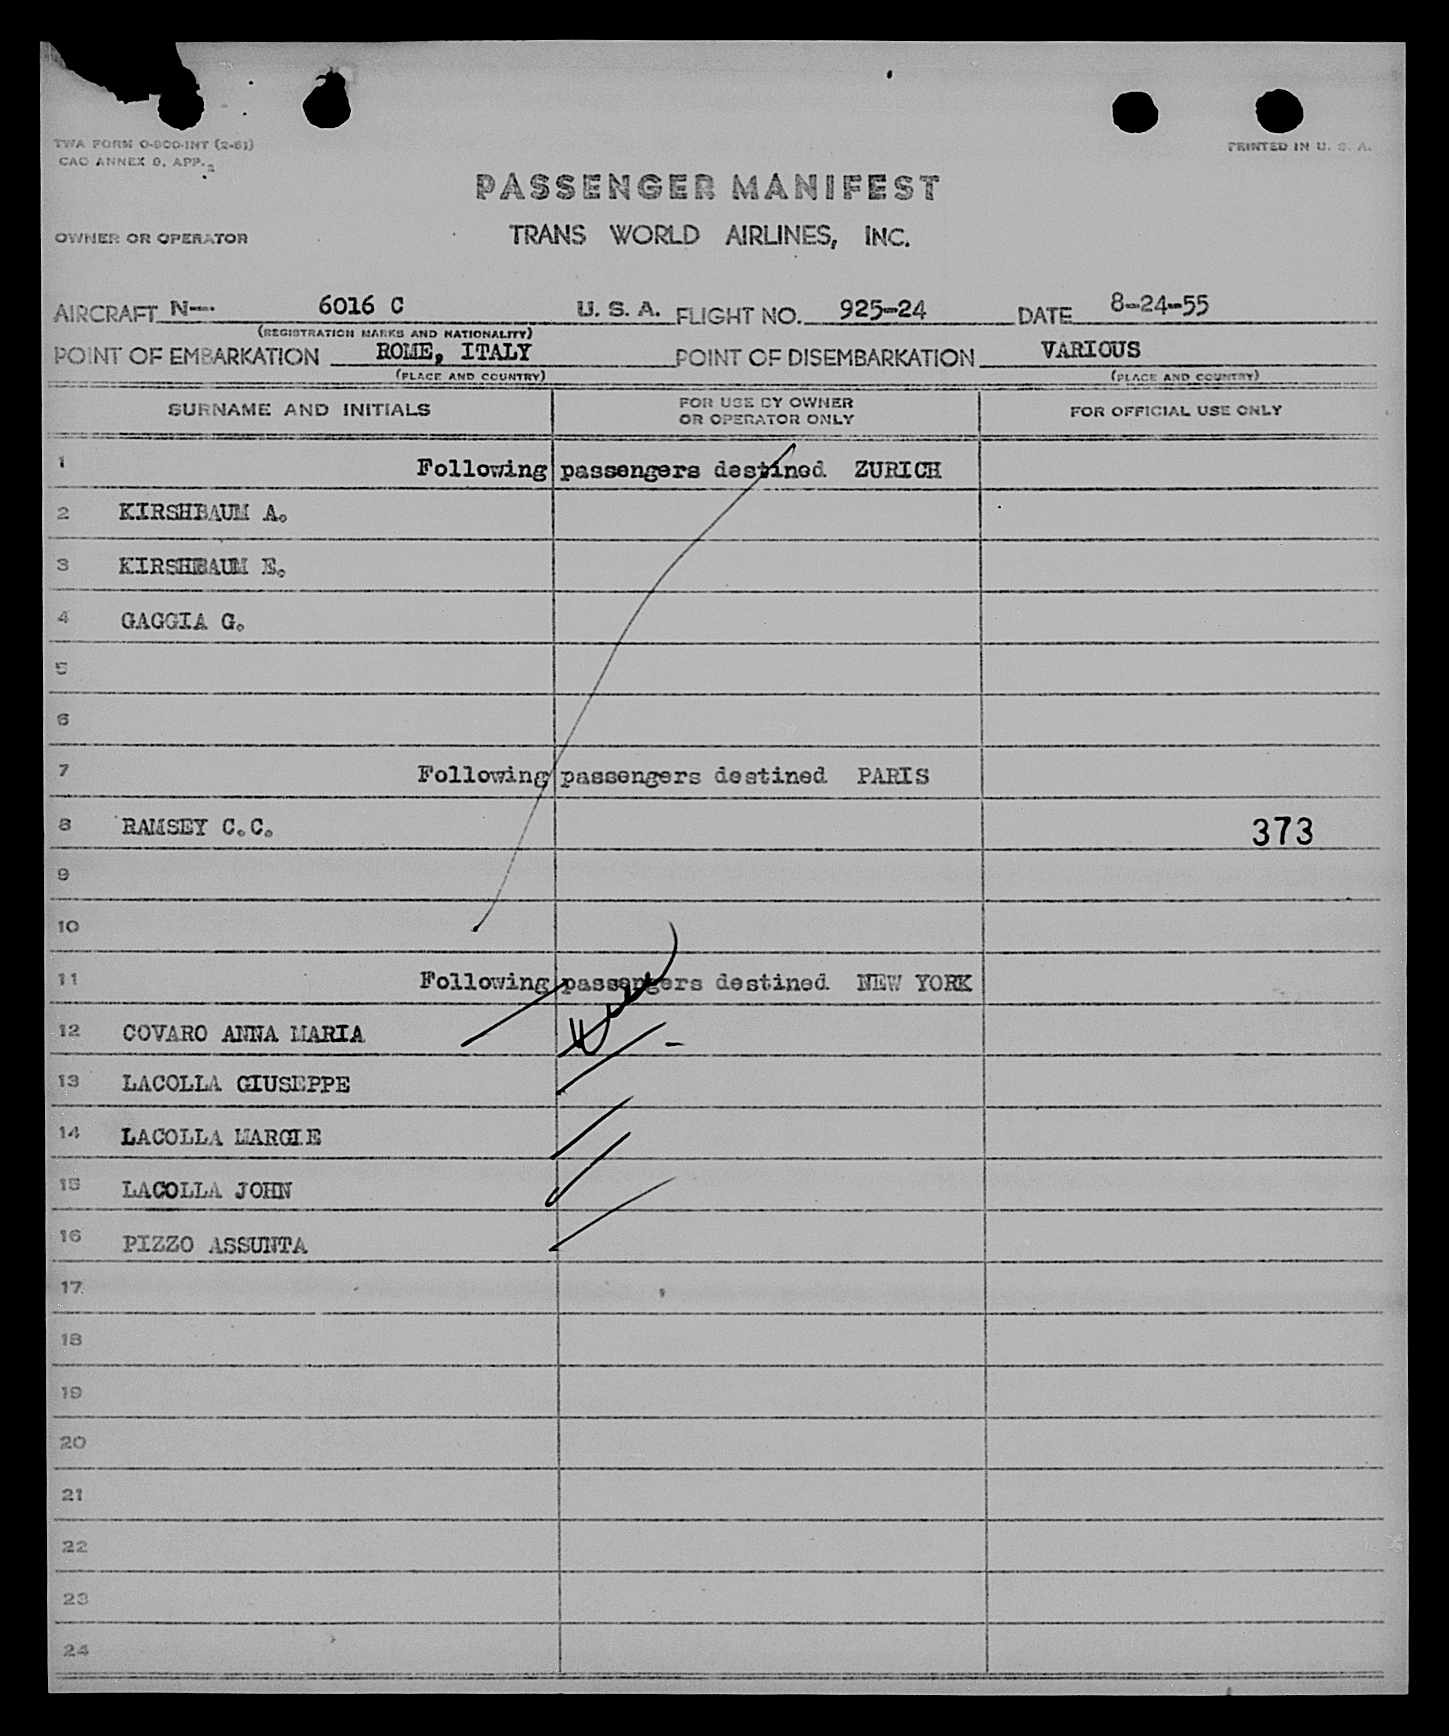 TWA FORM O-800-INT (2-51)
CAO ANNEX 9, APP. 2
PRINTED IN U. S. A.
PASSENGER MANIFEST
OWNER OR OPERATOR TRANS WORLD AIRLINES, INC.
AIRCRAFT N--. 6016 C U. S. A. FLIGHT NO. 925-24 DATE 8-24-55
(REGISTRATION MARKS AND NATIONALITY)
POINT OF EMBARKATION ROME, ITALY POINT OF DISEMBARKATION VARIOUS
(PLACE AND COUNTRY) (PLACE AND COUNTRY)
SURNAME AND INITIALS FOR USE BY OWNER OR OPERATOR ONLY FOR OFFICIAL USE ONLY
1 Following passengers destined ZURICH
2 KIRSHBAUM A.
3 KIRSHBAUM E.
4 GAGGIA G.
5
6
7 Following passengers destined PARIS
8 RAMSEY C.C. 373
9
10
11 Following passengers destined NEW YORK
12 COVARO ANNA MARIA
13 LACOLLA GIUSEPPE
14 LACOLLA MARGIE
15 LACOLLA JOHN
16 PIZZO ASSUNTA
17
18
19
20
21
22
23
24